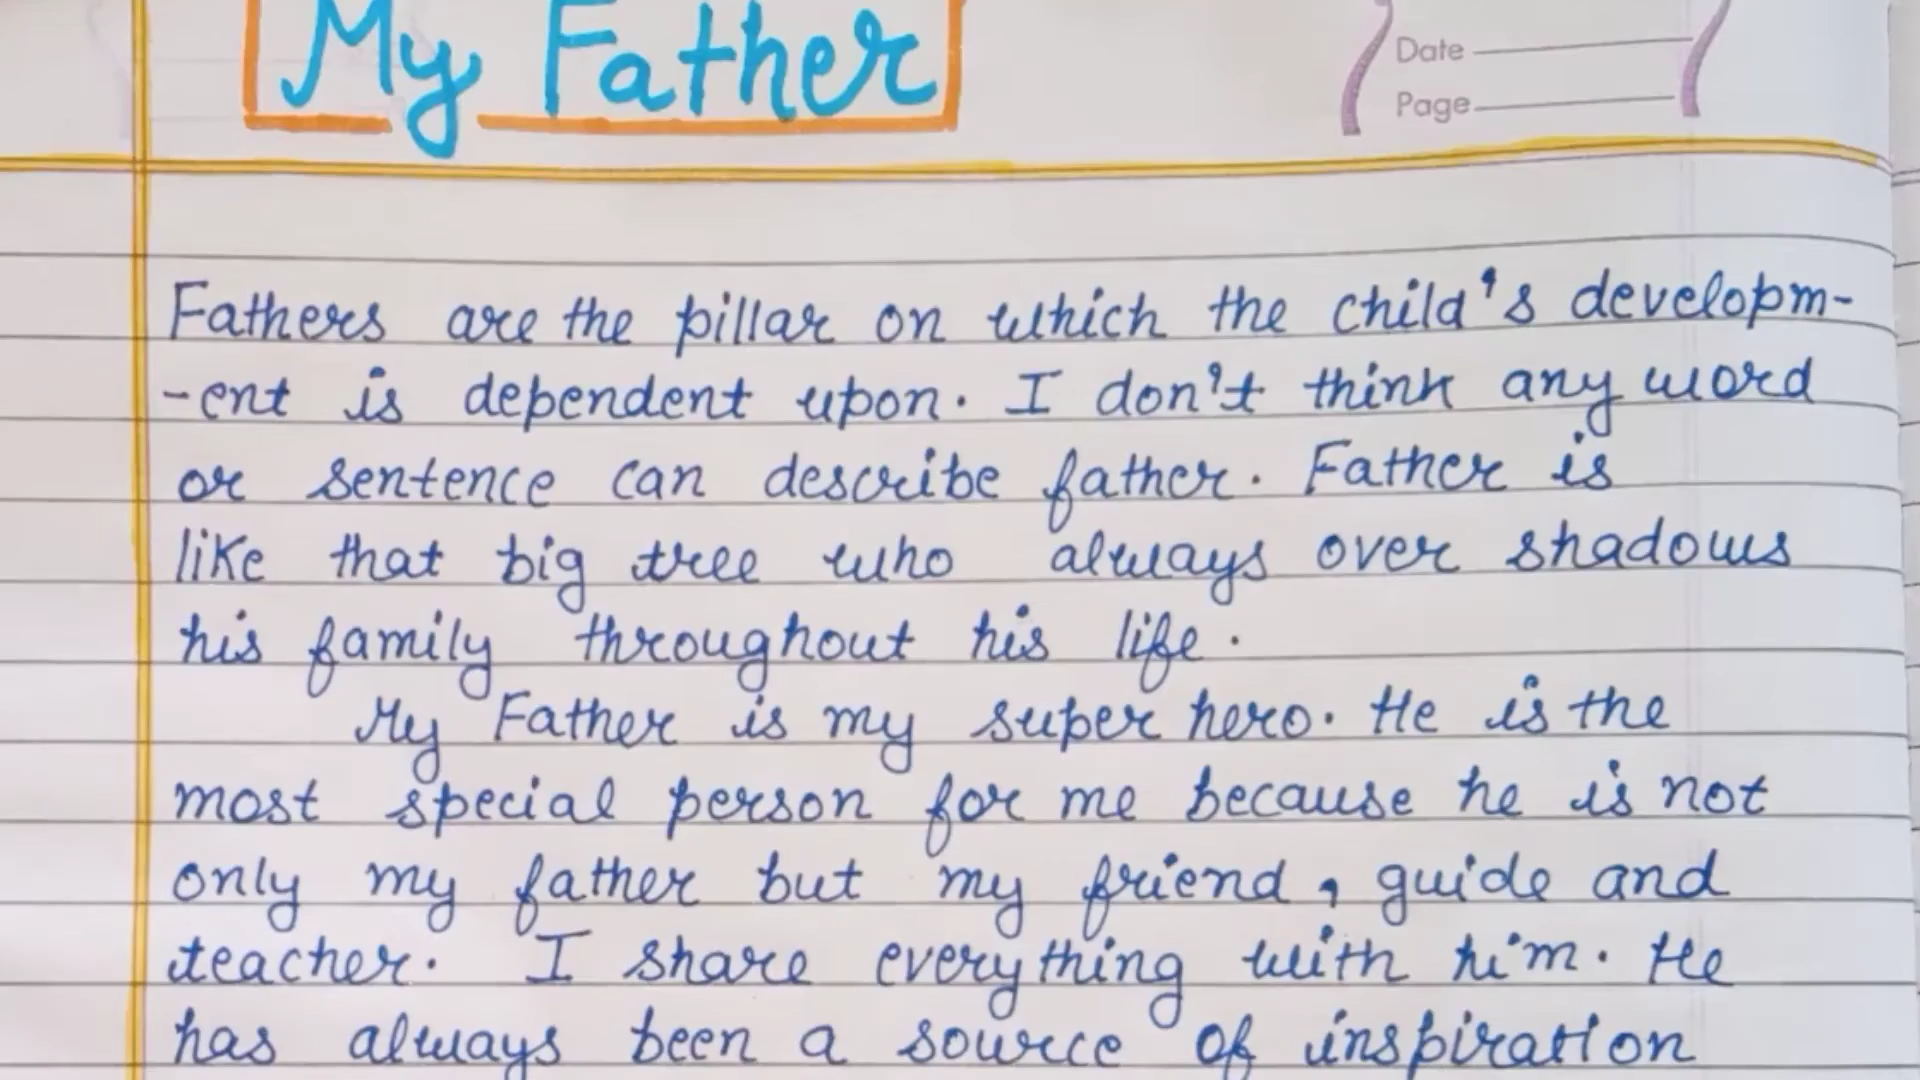 My Father
Date
Page
Fathers are the pillar on which the child's developm-
-ent is dependent upon. I don't think any word
or sentence can describe father. Father is
like that big tree who always over shadows
his family throughout his life.
My Father is my super hero. He is the
most special person for me because he is not
only my father but my friend, guide and
teacher. I share everything with him. He
has always been a source of inspiration